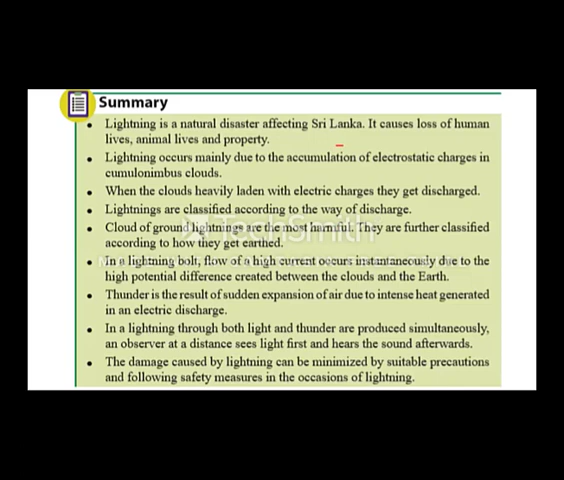 Summary
• Lightning is a natural disaster affecting Sri Lanka. It causes loss of human
lives, animal lives and property.
• Lightning occurs mainly due to the accumulation of electrostatic charges in
cumulonimbus clouds.
• When the clouds heavily laden with electric charges they get discharged.
• Lightnings are classified according to the way of discharge.
• Cloud of ground lightnings are the most harmful. They are further classified
according to how they get earthed.
• In a lightning bolt, flow of a high current occurs instantaneously due to the
high potential difference created between the clouds and the Earth.
• Thunder is the result of sudden expansion of air due to intense heat generated
in an electric discharge.
• In a lightning through both light and thunder are produced simultaneously,
an observer at a distance sees light first and hears the sound afterwards.
• The damage caused by lightning can be minimized by suitable precautions
and following safety measures in the occasions of lightning.
TechSmith